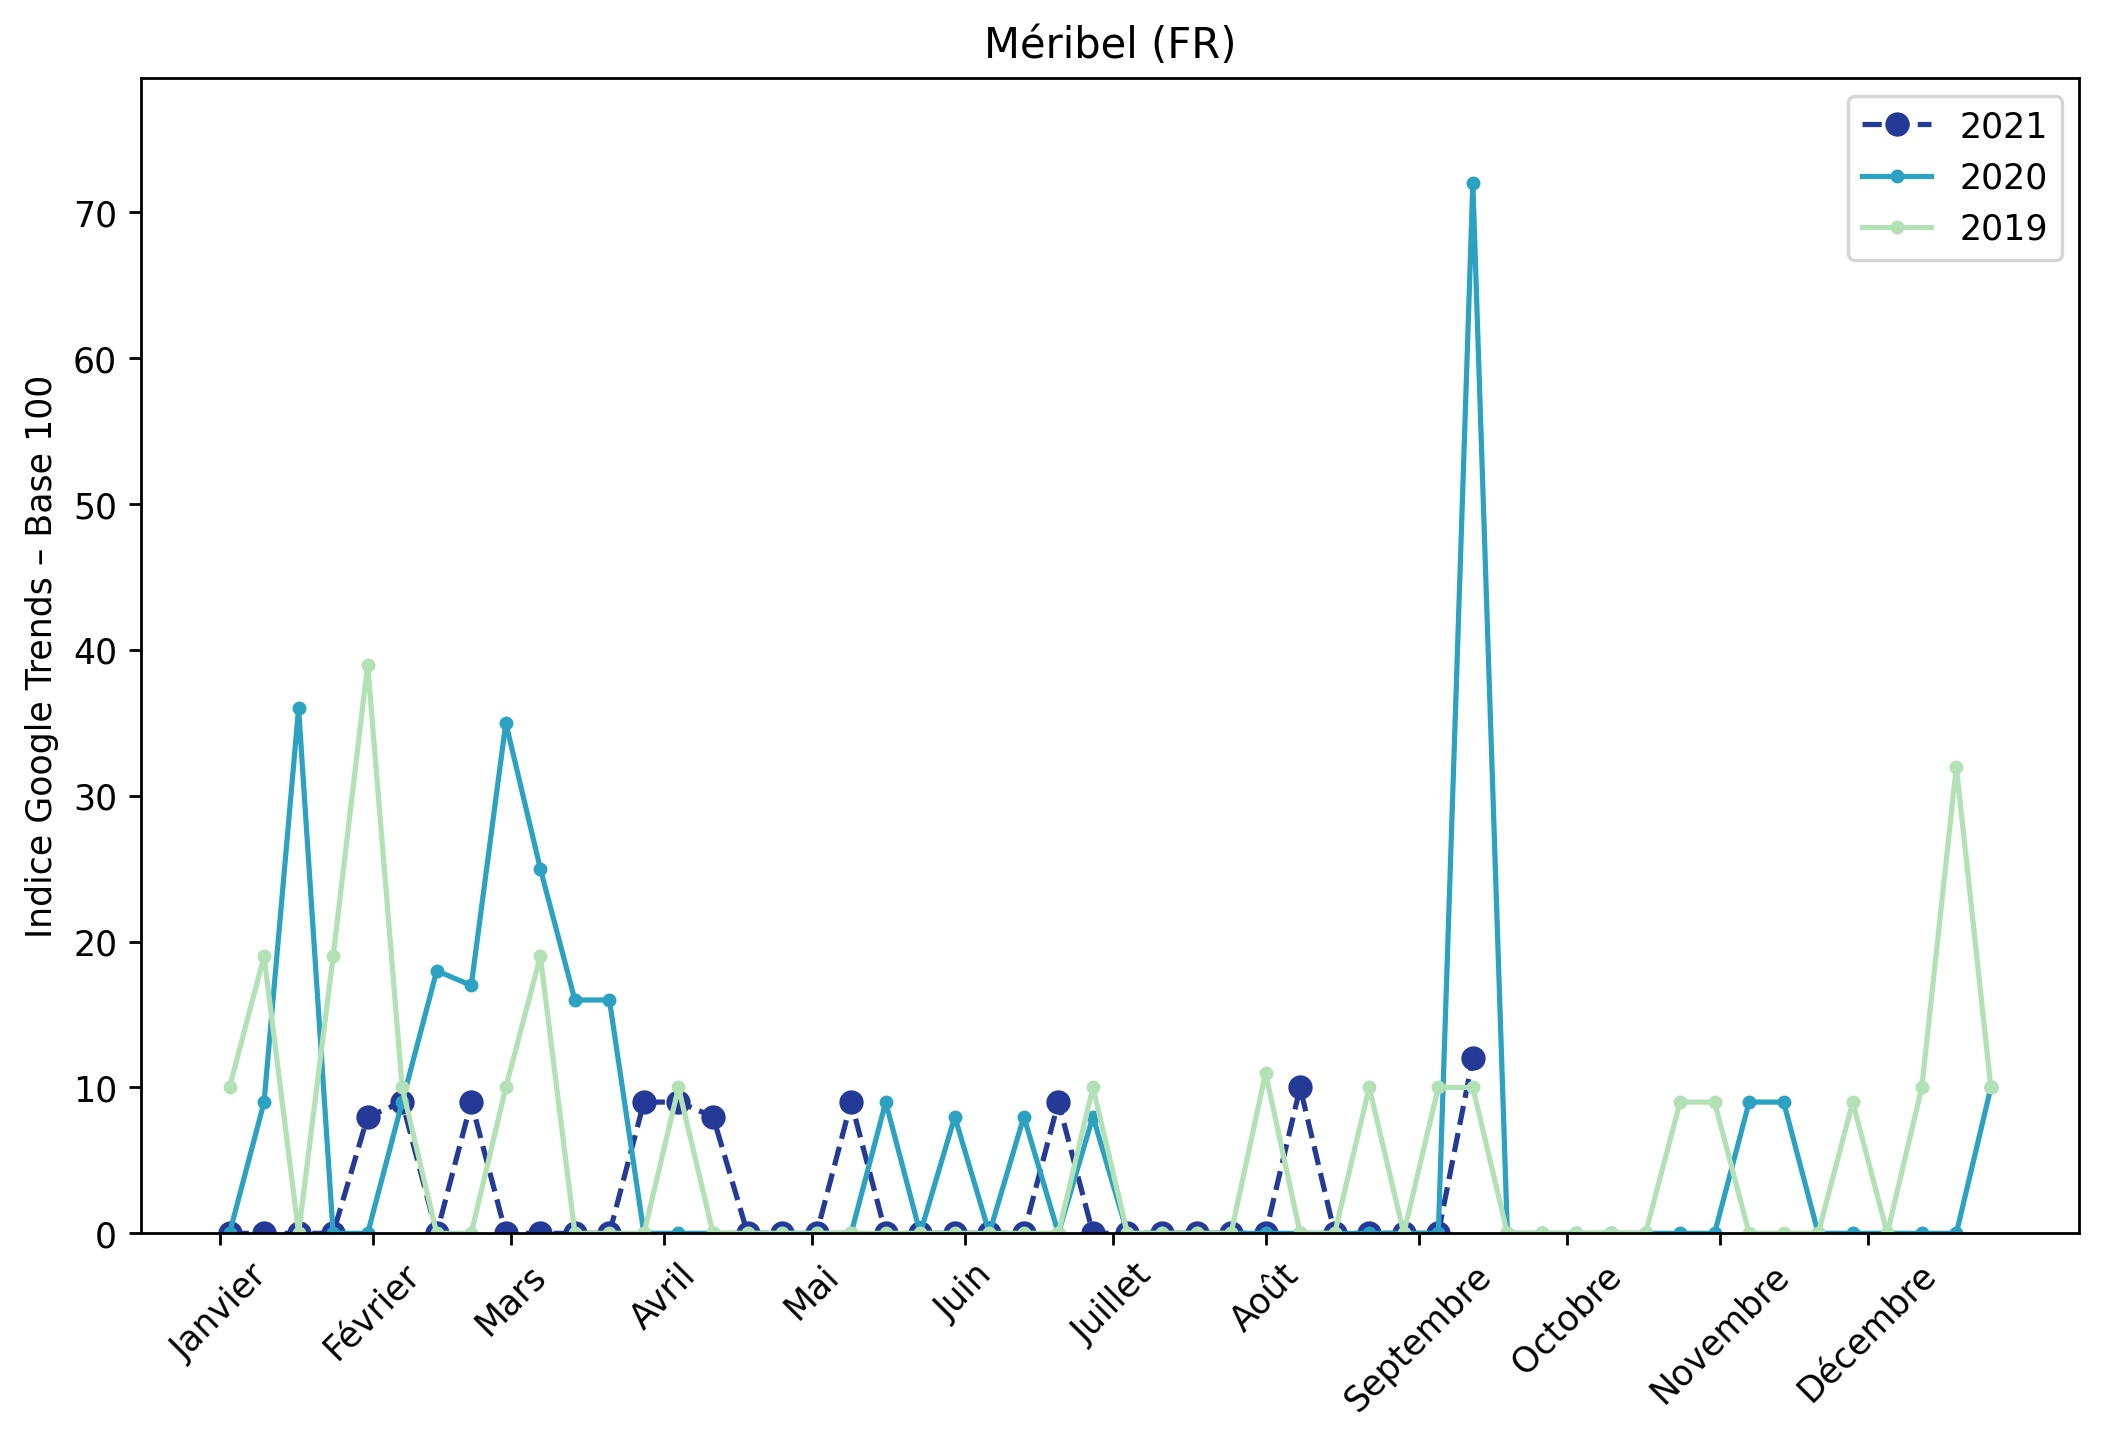 Méribel (FR)
2021
2020
2019
Indice Google Trends – Base 100
70
60
50
40
30
20
10
0
Janvier
Février
Mars
Avril
Mai
Juin
Juillet
Août
Septembre
Octobre
Novembre
Décembre